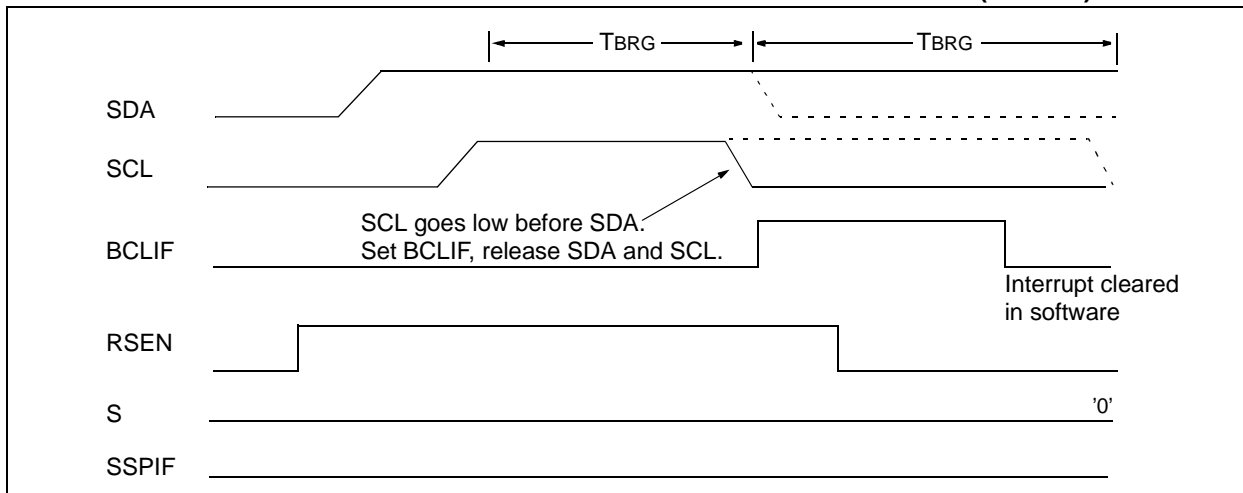 TBRG TBRG
SDA
SCL
SCL goes low before SDA.
Set BCLIF, release SDA and SCL.
BCLIF
Interrupt cleared
in software
RSEN
S '0'
SSPIF